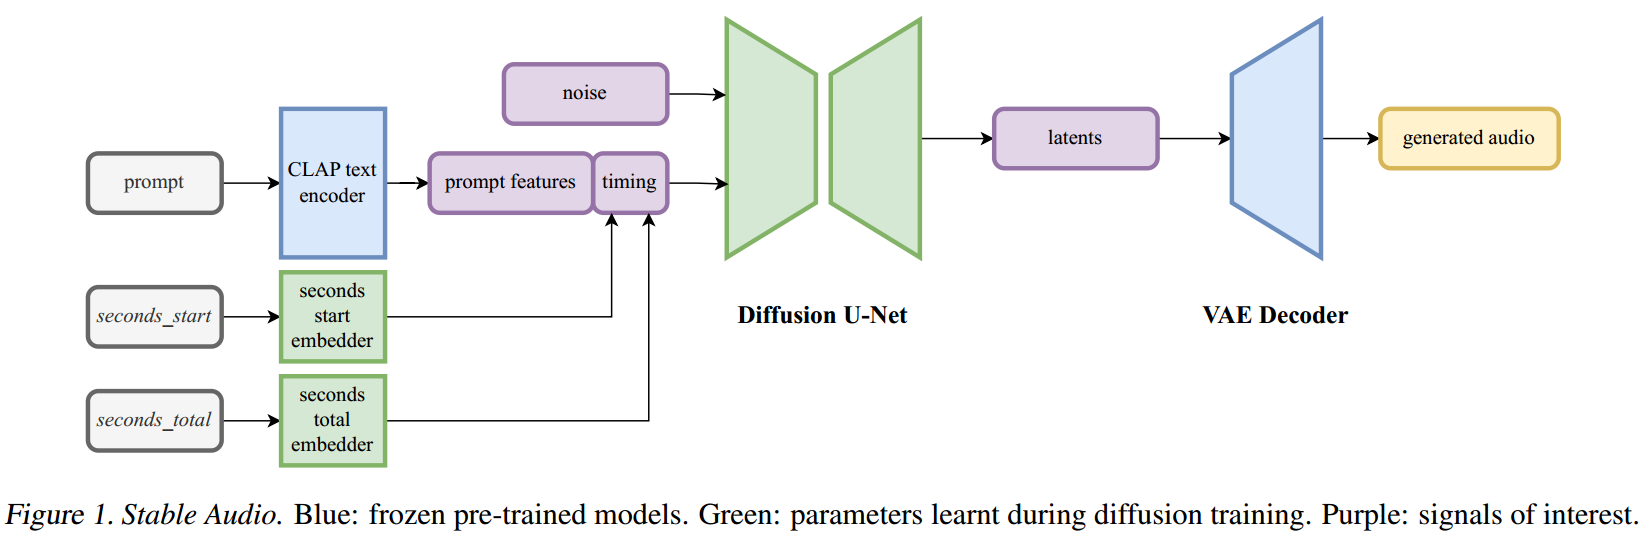 noise
prompt
CLAP text
encoder
prompt features
timing
latents
generated audio
seconds_start
seconds
start
embedder
Diffusion U-Net
VAE Decoder
seconds_total
seconds
total
embedder
Figure 1. Stable Audio. Blue: frozen pre-trained models. Green: parameters learnt during diffusion training. Purple: signals of interest.